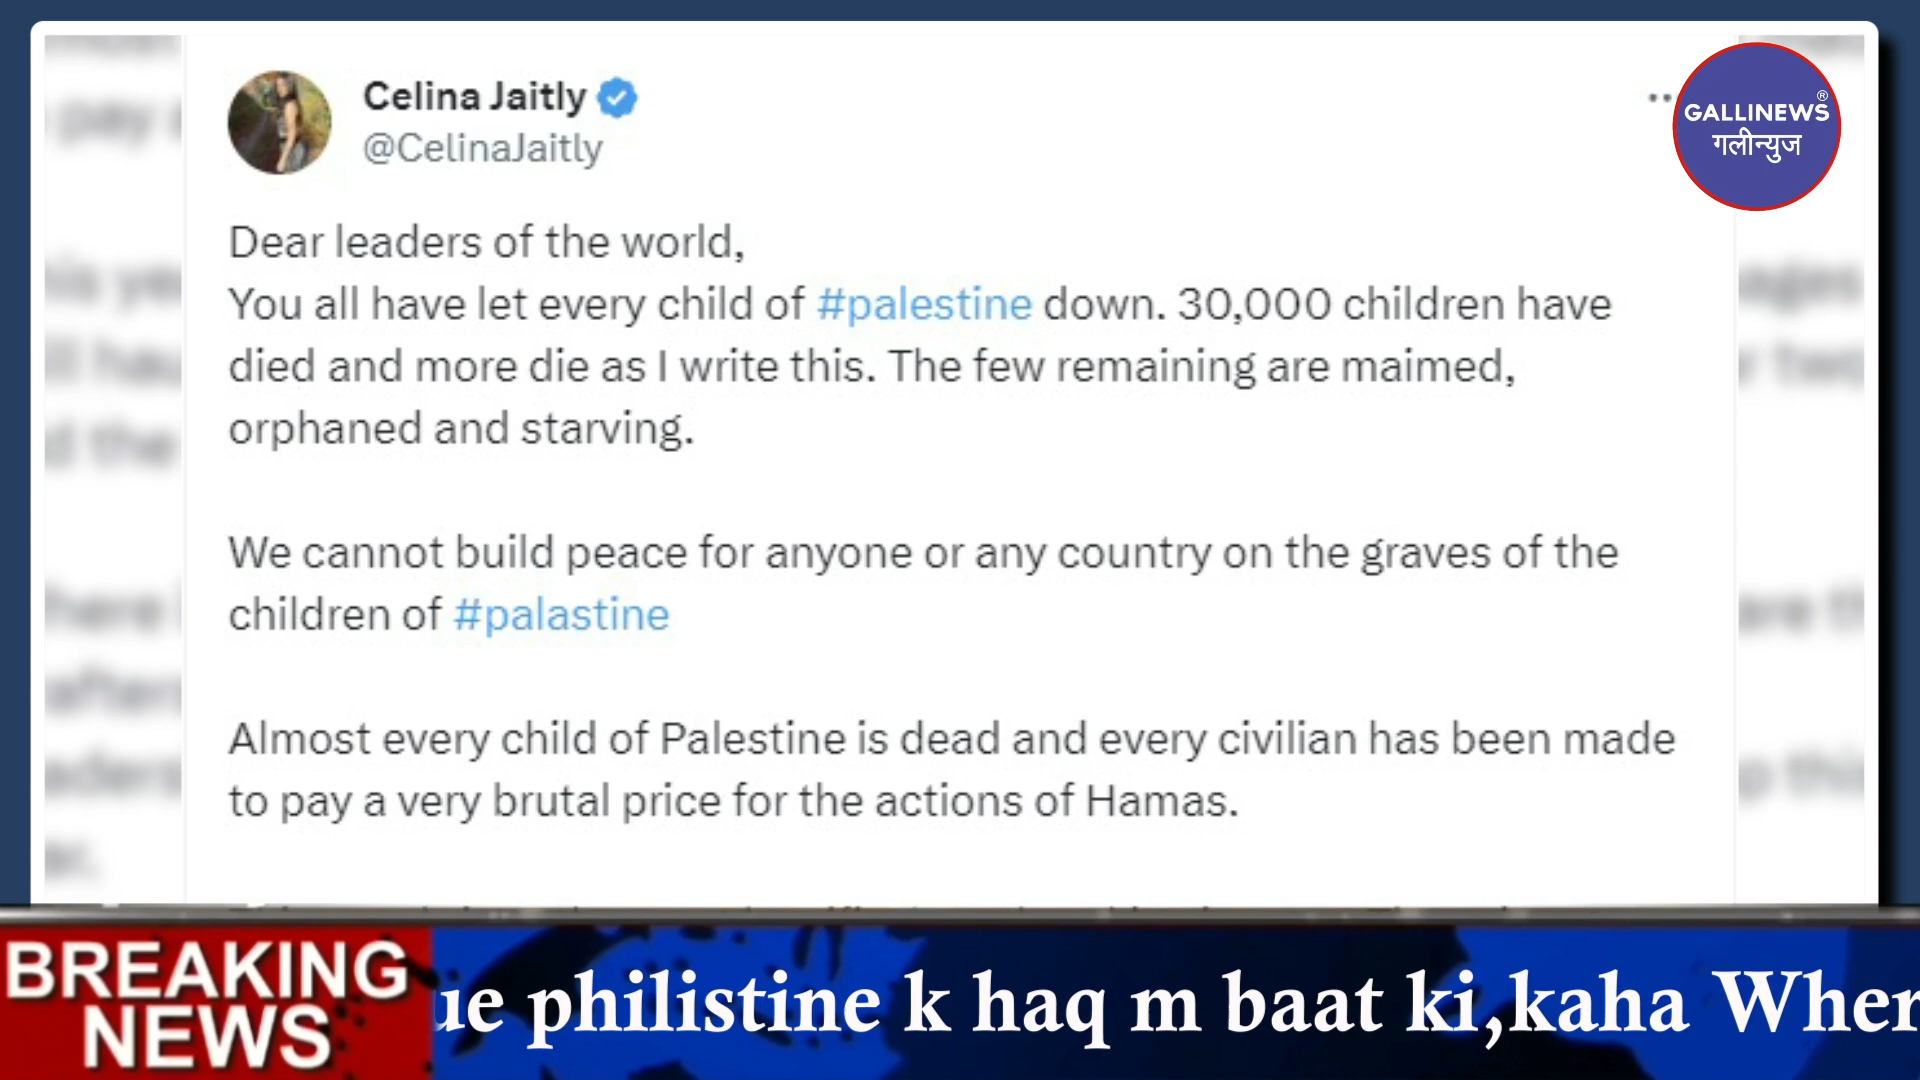 Celina Jaitly
@CelinaJaitly
GALLINEWS®
गलीन्युज
Dear leaders of the world,
You all have let every child of #palestine down. 30,000 children have
died and more die as I write this. The few remaining are maimed,
orphaned and starving.
We cannot build peace for anyone or any country on the graves of the
children of #palastine
Almost every child of Palestine is dead and every civilian has been made
to pay a very brutal price for the actions of Hamas.
BREAKING
NEWS
ue philistine k haq m baat ki,kaha Wher